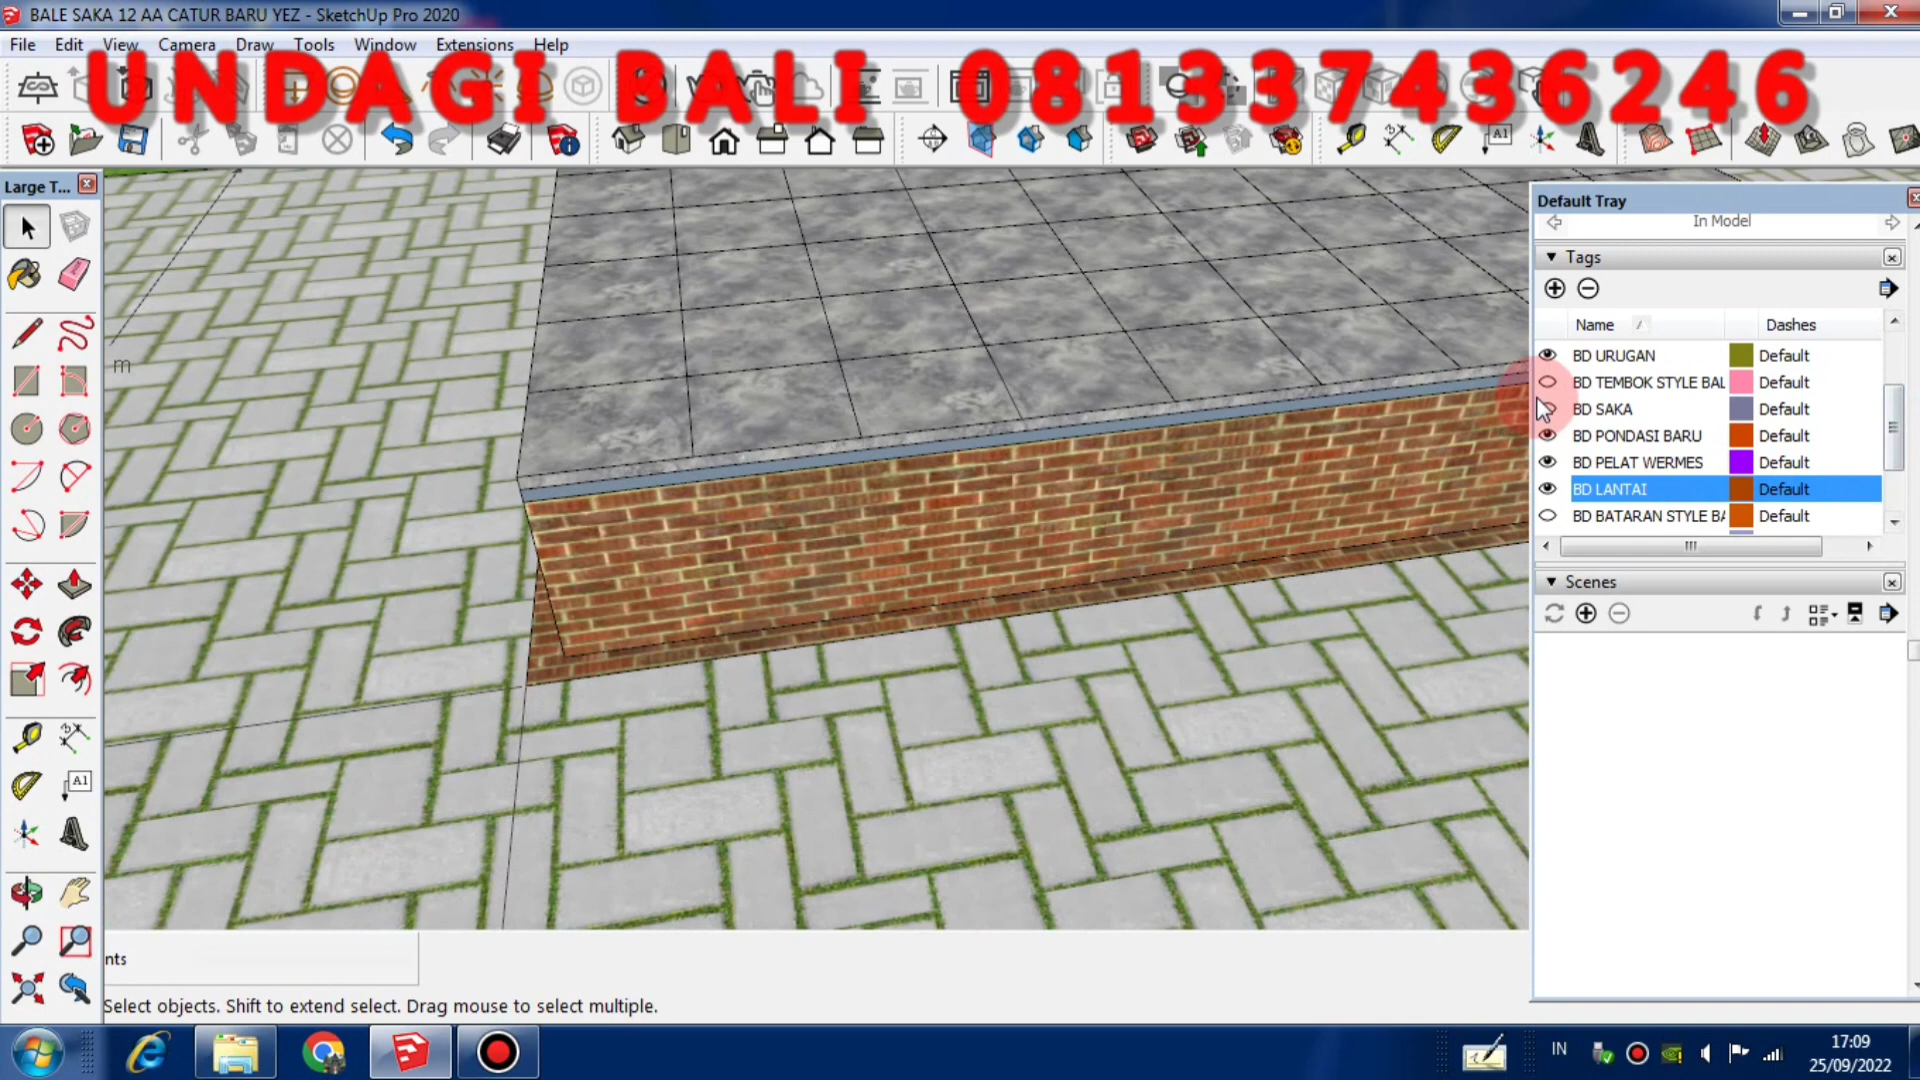 BALE SAKA 12 AA CATUR BARU YEZ - SketchUp Pro 2020
File Edit View Camera Draw Tools Window Extensions Help
UNDAGI BALI 081337436246
Large T...
Default Tray
In Model
Tags
Name Dashes
BD URUGAN Default
BD TEMBOK STYLE BAL Default
BD SAKA Default
BD PONDASI BARU Default
BD PELAT WERMES Default
BD LANTAI Default
BD BATARAN STYLE BA Default
Scenes
m
A1
A1
nts
Select objects. Shift to extend select. Drag mouse to select multiple.
IN
17:09
25/09/2022